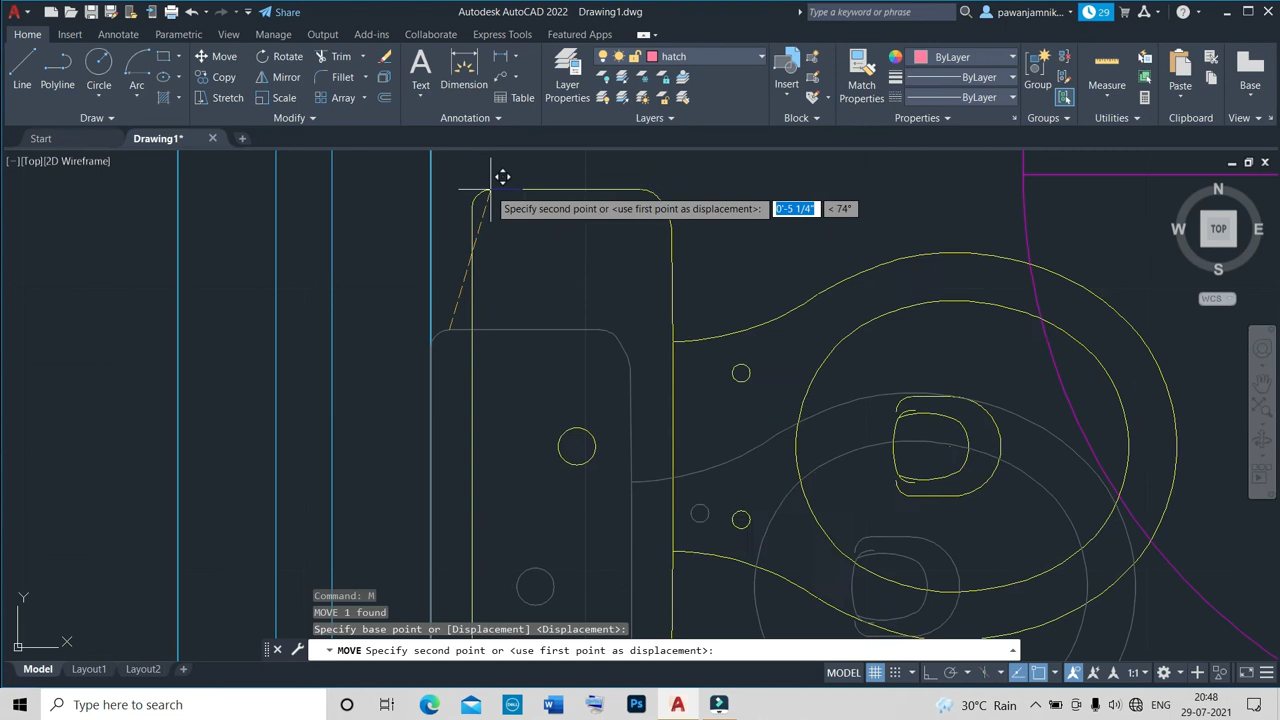 Share
Autodesk AutoCAD 2022 Drawing1.dwg
Type a keyword or phrase
pawanjamnik...
29
Home Insert Annotate Parametric View Manage Output Add-ins Collaborate Express Tools Featured Apps
Move Rotate Trim
Copy Mirror Fillet
Stretch Scale Array
Line Polyline Circle Arc
Text Dimension Table
Layer Properties
hatch
Insert
Match Properties
ByLayer
ByLayer
ByLayer
Group
Measure
Paste
Base
Draw Modify Annotation Layers Block Properties Groups Utilities Clipboard View
Start Drawing1*
[−][Top][2D Wireframe]
N
W TOP E
S
WCS
Specify second point or <use first point as displacement>: 0'-5 1/4" < 74°
Y
X
Command: M
MOVE 1 found
Specify base point or [Displacement] <Displacement>:
MOVE Specify second point or <use first point as displacement>:
Model Layout1 Layout2
MODEL 1:1
Type here to search
30°C Rain ENG 20:48
29-07-2021